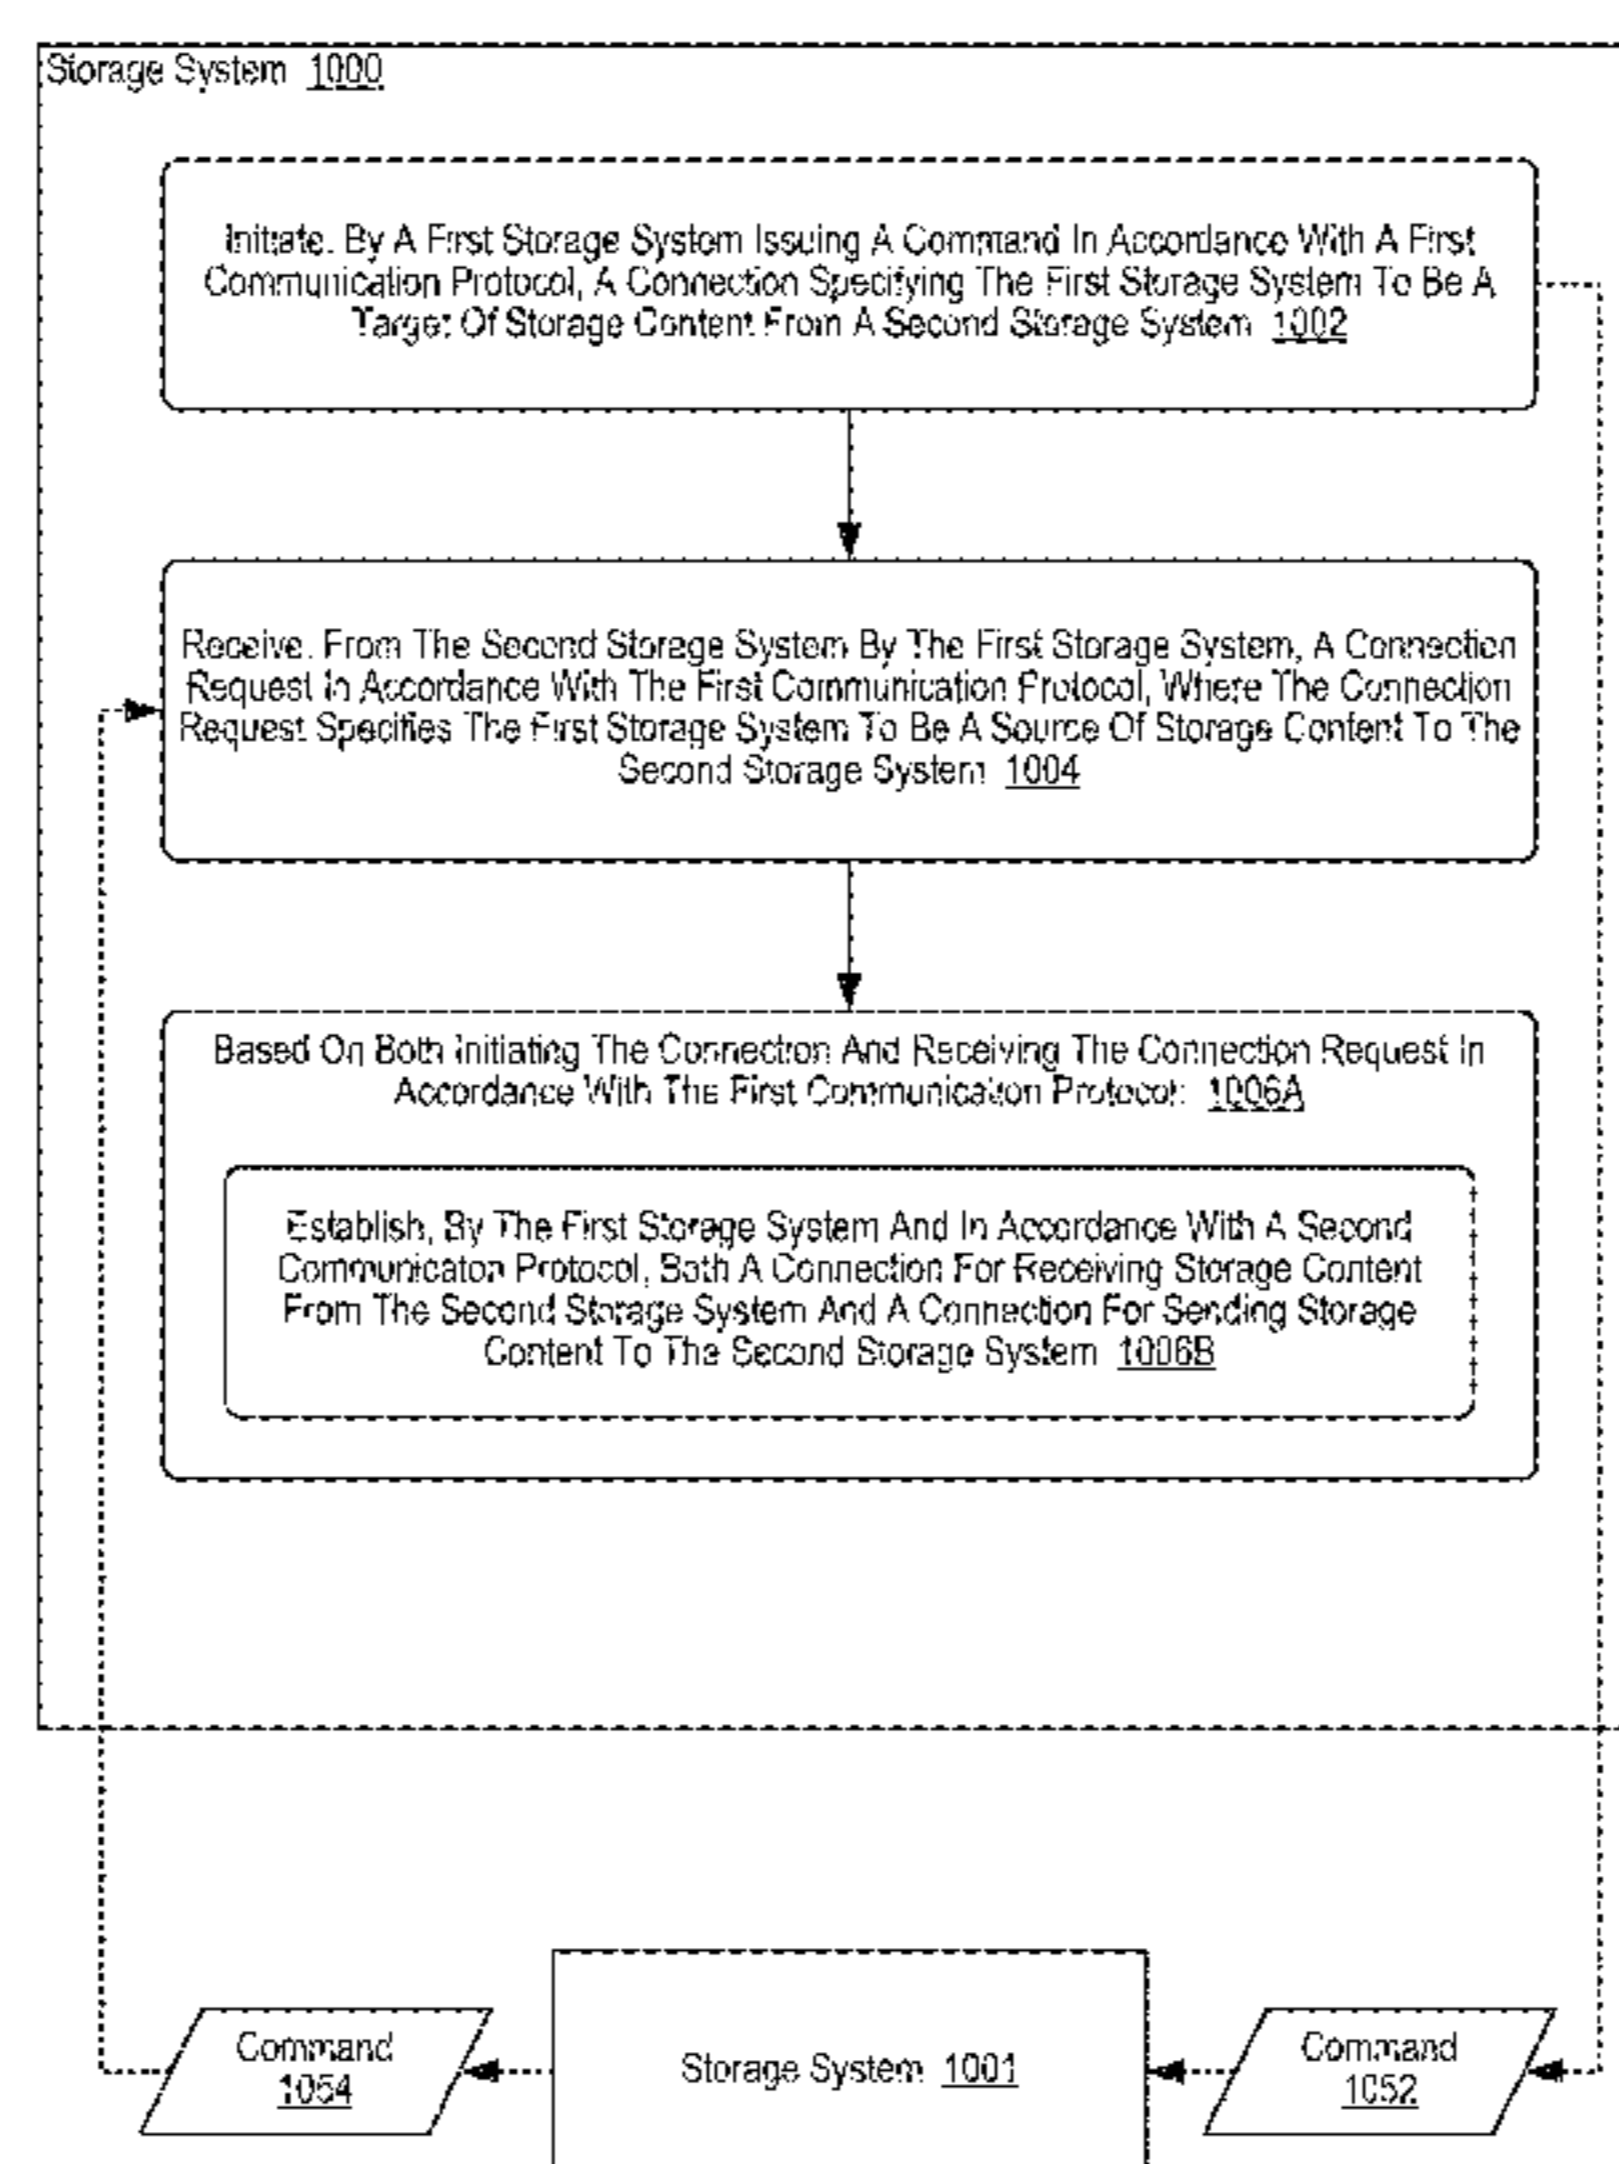 Storage System 1000
Initiate. By A First Storage System Issuing A Command In Accordance With A First
Communication Protocol, A Connection Specifying The First Storage System To Be A
Target Of Storage Content From A Second Storage System 1002
Receive. From The Second Storage System By The First Storage System, A Connection
Request In Accordance With The First Communication Protocol, Where The Connection
Request Specifies The First Storage System To Be A Source Of Storage Content To The
Second Storage System 1004
Based On Both Initiating The Connection And Receiving The Connection Request In
Accordance With The First Communication Protocol: 1006A
Establish, By The First Storage System And In Accordance With A Second
Communicaton Protocol, Both A Connection For Receiving Storage Content
From The Second Storage System And A Connection For Sending Storage
Content To The Second Storage System 1006B
Command
1054
Storage System 1001
Command
1052